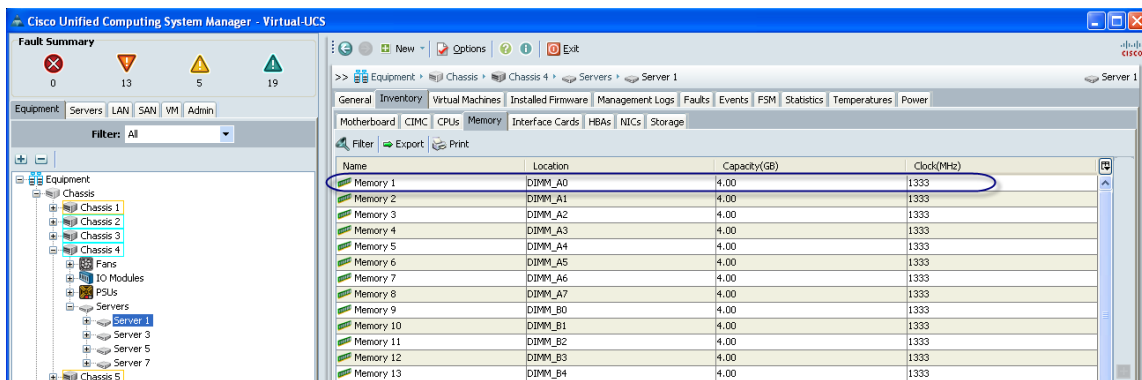 Cisco Unified Computing System Manager - Virtual-UCS
Fault Summary
0 13 5 19
Equipment Servers LAN SAN VM Admin
Filter: All
Equipment
Chassis
Chassis 1
Chassis 2
Chassis 3
Chassis 4
Fans
IO Modules
PSUs
Servers
Server 1
Server 3
Server 5
Server 7
Chassis 5
New Options Exit
cisco
>> Equipment Chassis Chassis 4 Servers Server 1 Server 1
General Inventory Virtual Machines Installed Firmware Management Logs Faults Events FSM Statistics Temperatures Power
Motherboard CIMC CPUs Memory Interface Cards HBAs NICs Storage
Filter Export Print
Name Location Capacity(GB) Clock(MHz)
Memory 1 DIMM_A0 4.00 1333
Memory 2 DIMM_A1 4.00 1333
Memory 3 DIMM_A2 4.00 1333
Memory 4 DIMM_A3 4.00 1333
Memory 5 DIMM_A4 4.00 1333
Memory 6 DIMM_A5 4.00 1333
Memory 7 DIMM_A6 4.00 1333
Memory 8 DIMM_A7 4.00 1333
Memory 9 DIMM_B0 4.00 1333
Memory 10 DIMM_B1 4.00 1333
Memory 11 DIMM_B2 4.00 1333
Memory 12 DIMM_B3 4.00 1333
Memory 13 DIMM_B4 4.00 1333